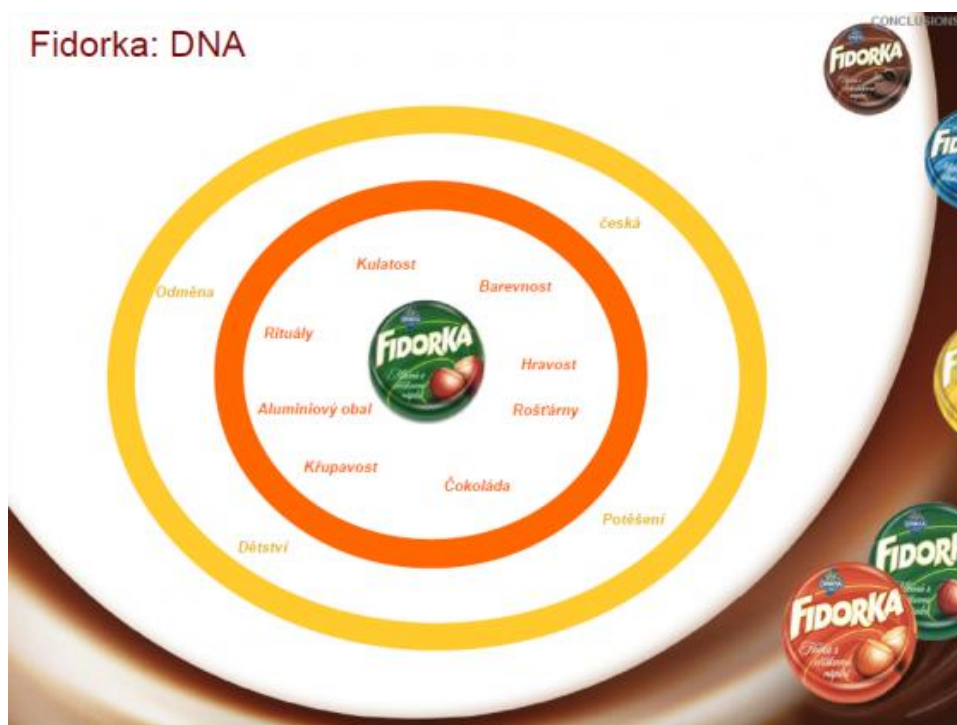 CONCLUSIONS
Fidorka: DNA
FIDORKA
česká
Kulatost
Barevnost
Odměna
Rituály
FIDORKA
Hravost
Aluminiový obal
Rošťárny
Křupavost
Čokoláda
Potěšení
Dětství
FIDORKA
FIDORKA